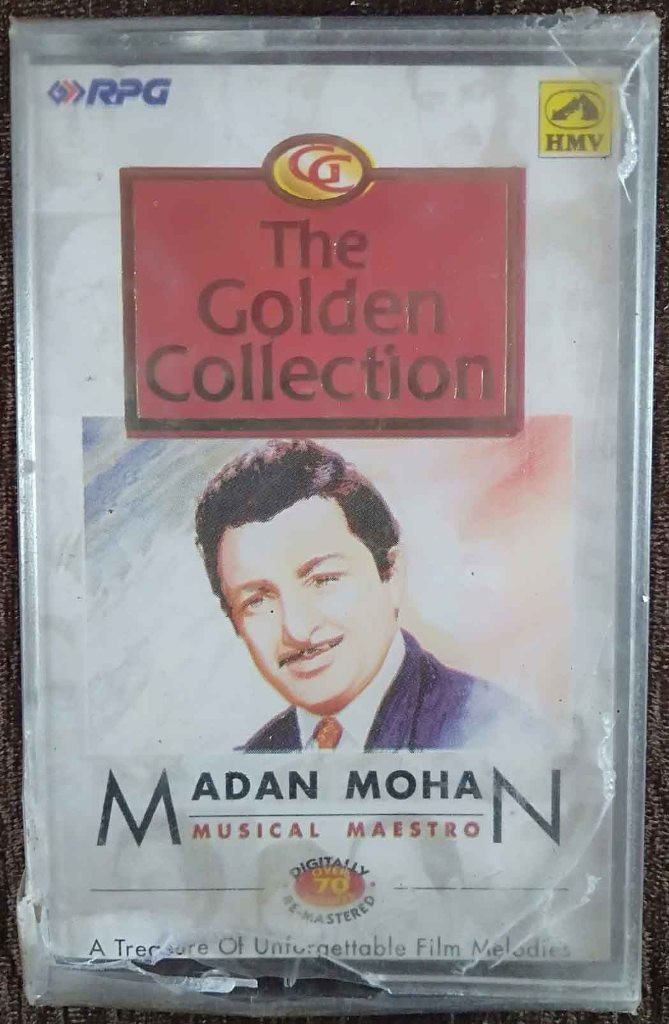 RPG
HMV
GC
The
Golden
Collection
MADAN MOHAN
MUSICAL MAESTRO
DIGITALLY
OVER
70
RE-MASTERED
A Treasure Of Unforgettable Film Melodies